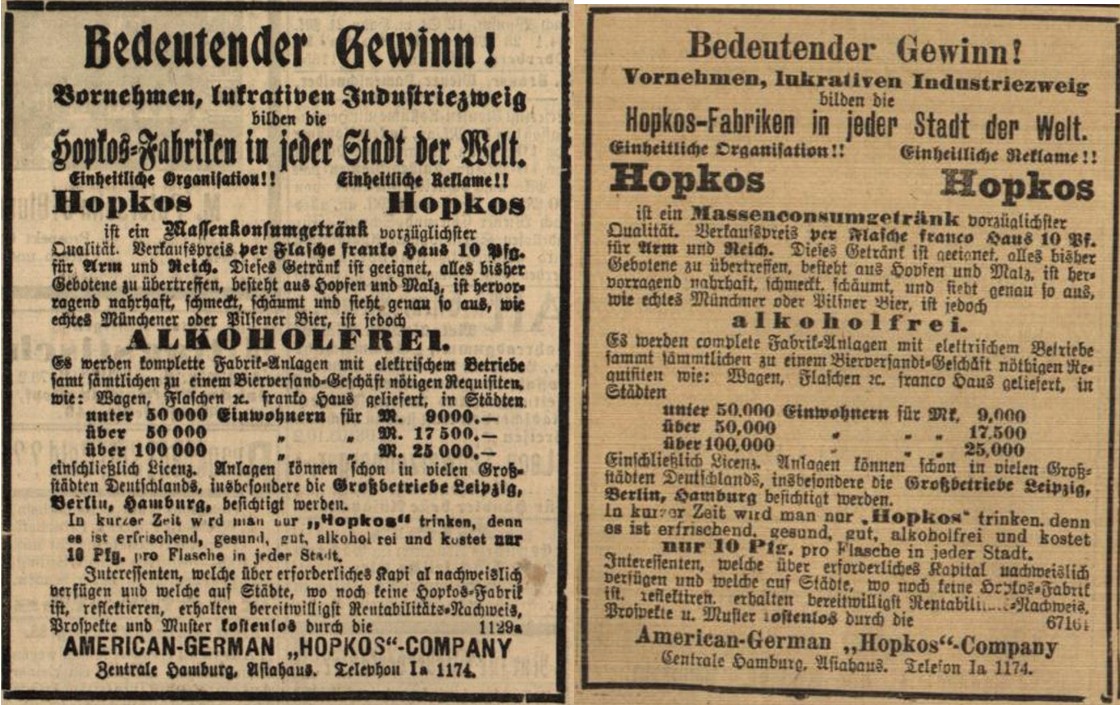 Bedeutender Gewinn!
Vornehmen, lukrativen Industriezweig
bilden die
Hopkos-Fabriken in jeder Stadt der Welt.
Einheitliche Organisation!! Einheitliche Reklame!!
Hopkos Hopkos
ist ein Massenkonsumgetränk vorzüglichster
Qualität. Verkaufspreis per Flasche franko Haus 10 Pfg.
für Arm und Reich. Dieses Getränk ist geeignet, alles bisher
Gebotene zu übertreffen, besteht aus Hopfen und Malz, ist hervor-
ragend nahrhaft, schmeckt, schäumt und sieht genau so aus, wie
echtes Münchener oder Pilsener Bier, ist jedoch
ALKOHOLFREI.
Es werden komplette Fabrik-Anlagen mit elektrischem Betriebe
samt sämtlichen zu einem Bierversand-Geschäft nötigen Requisiten,
wie: Wagen, Flaschen ꝛc. franko Haus geliefert, in Städten
unter 50 000 Einwohnern für M. 9000.—
über 50 000 „ „ M. 17 500.—
über 100 000 „ „ M. 25 000.—
einschließlich Licenz. Anlagen können schon in vielen Groß-
städten Deutschlands, insbesondere die Großbetriebe Leipzig,
Berlin, Hamburg, besichtigt werden.
In kurzer Zeit wird man nur „Hopkos“ trinken, denn
es ist erfrischend, gesund, gut, alkohol rei und kostet nur
10 Pfg. pro Flasche in jeder Stadt.
Interessenten, welche über erforderliches Kapi al nachweislich
verfügen und welche auf Städte, wo noch keine Hopkos-Fabrik
ist, reflektieren, erhalten bereitwilligst Rentabilitäts-Nachweis,
Prospekte und Muster kostenlos durch die 1129a
AMERICAN-GERMAN „HOPKOS“-COMPANY
Zentrale Hamburg, Asiahaus. Telephon Ia 1174.
Bedeutender Gewinn!
Vornehmen, lukrativen Industriezweig
bilden die
Hopkos-Fabriken in jeder Stadt der Welt.
Einheitliche Organisation!! Einheitliche Reklame!!
Hopkos Hopkos
ist ein Massenconsumgetränk vorzüglichster
Qualität. Verkaufspreis per Flasche franco Haus 10 Pf.
für Arm und Reich. Dieses Getränk ist geeignet, alles bisher
Gebotene zu übertreffen, besteht aus Hopfen und Malz, ist her-
vorragend nahrhaft, schmeckt, schäumt, und sieht genau so aus,
wie echtes Münchner oder Pilsner Bier, ist jedoch
alkoholfrei.
Es werden complete Fabrik-Anlagen mit elektrischem Betriebe
sammt sämmtlichen zu einem Bierversandt-Geschäft nöthigen Re-
quisiten wie: Wagen, Flaschen ꝛc. franco Haus geliefert, in
Städten
unter 50,000 Einwohnern für Mk. 9,000
über 50,000 „ „ „ 17,500
über 100,000 „ „ „ 25,000
Einschließlich Licenz. Anlagen können schon in vielen Groß-
städten Deutschlands, insbesondere die Großbetriebe Leipzig,
Berlin, Hamburg besichtigt werden.
In kurzer Zeit wird man nur „Hopkos“ trinken, denn
es ist erfrischend, gesund, gut, alkoholfrei und kostet
nur 10 Pfg. pro Flasche in jeder Stadt.
Interessenten, welche über erforderliches Kapital nachweislich
verfügen und welche auf Städte, wo noch keine Hopkos-Fabrik
ist, reflektiren, erhalten bereitwilligst -Nachweis,
Prospekte u. Muster kostenlos durch die
American-German „Hopkos“-Company
Centrale Hamburg, Asiahaus. Telefon Ia 1174.